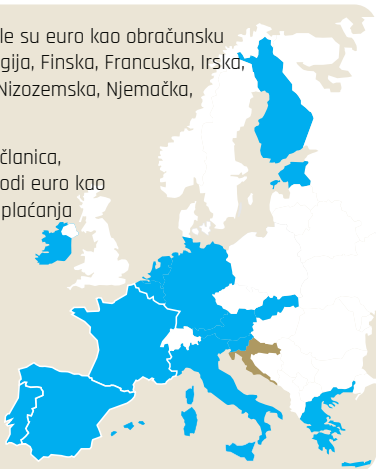 le su euro kao obračunsku
gija, Finska, Francuska, Irska,
Nizozemska, Njemačka,
članica,
odi euro kao
plaćanja